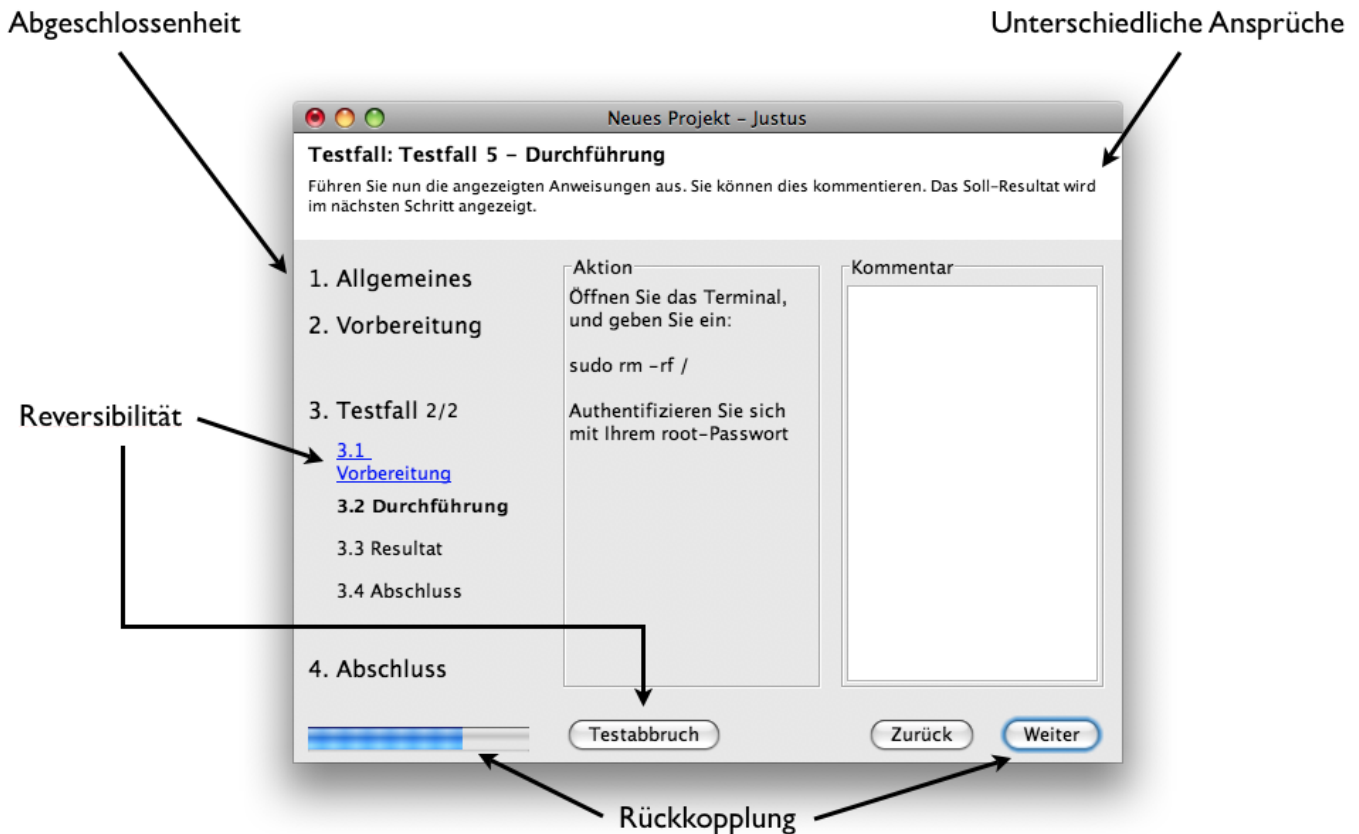 Abgeschlossenheit
Unterschiedliche Ansprüche
Neues Projekt – Justus
Testfall: Testfall 5 – Durchführung
Führen Sie nun die angezeigten Anweisungen aus. Sie können dies kommentieren. Das Soll-Resultat wird
im nächsten Schritt angezeigt.
1. Allgemeines
2. Vorbereitung
Reversibilität
3. Testfall 2/2
3.1
Vorbereitung
3.2 Durchführung
3.3 Resultat
3.4 Abschluss
4. Abschluss
Aktion
Öffnen Sie das Terminal,
und geben Sie ein:
sudo rm -rf /
Authentifizieren Sie sich
mit Ihrem root-Passwort
Kommentar
Testabbruch
Zurück
Weiter
Rückkopplung